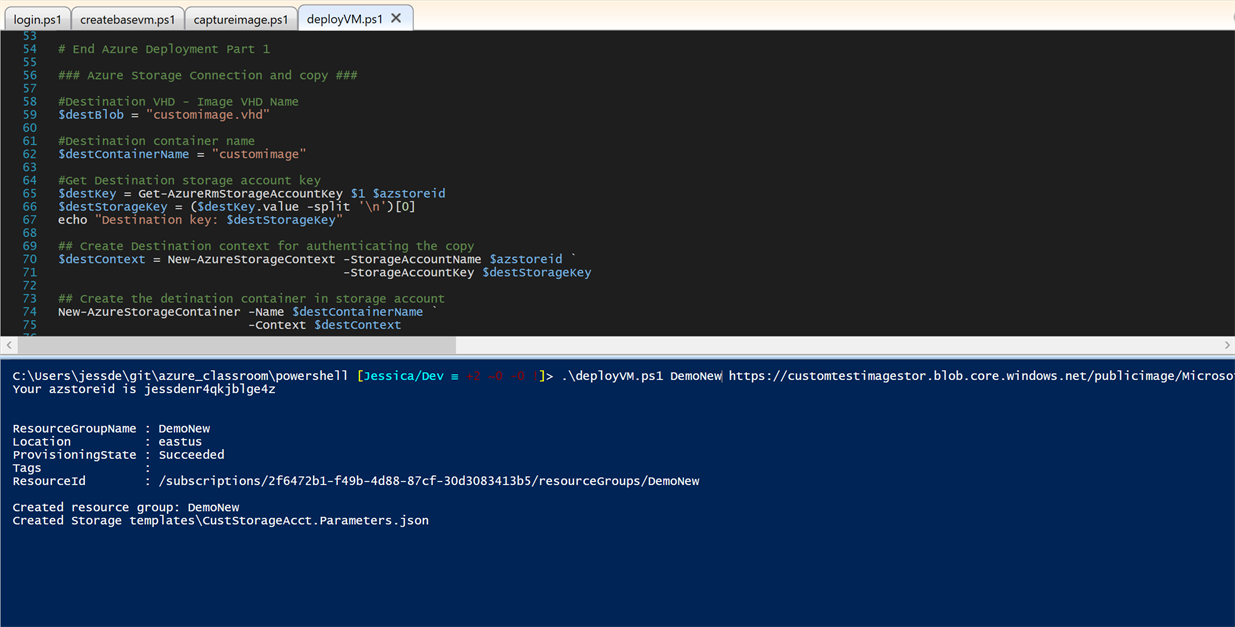 login.ps1 createbasevm.ps1 captureimage.ps1 deployVM.ps1
53
54 # End Azure Deployment Part 1
55
56 ### Azure Storage Connection and copy ###
57
58 #Destination VHD - Image VHD Name
59 $destBlob = "customimage.vhd"
60
61 #Destination container name
62 $destContainerName = "customimage"
63
64 #Get Destination storage account key
65 $destKey = Get-AzureRmStorageAccountKey $1 $azstoreid
66 $destStorageKey = ($destKey.value -split '\n')[0]
67 echo "Destination key: $destStorageKey"
68
69 ## Create Destination context for authenticating the copy
70 $destContext = New-AzureStorageContext -StorageAccountName $azstoreid `
71 -StorageAccountKey $destStorageKey
72
73 ## Create the detination container in storage account
74 New-AzureStorageContainer -Name $destContainerName `
75 -Context $destContext
C:\Users\jessde\git\azure_classroom\powershell [Jessica/Dev ≡ +2 ~0 -0 !]> .\deployVM.ps1 DemoNew https://customtestimagestor.blob.core.windows.net/publicimage/Microso
Your azstoreid is jessdenr4qkjblge4z
ResourceGroupName : DemoNew
Location : eastus
ProvisioningState : Succeeded
Tags :
ResourceId : /subscriptions/2f6472b1-f49b-4d88-87cf-30d3083413b5/resourceGroups/DemoNew
Created resource group: DemoNew
Created Storage templates\CustStorageAcct.Parameters.json